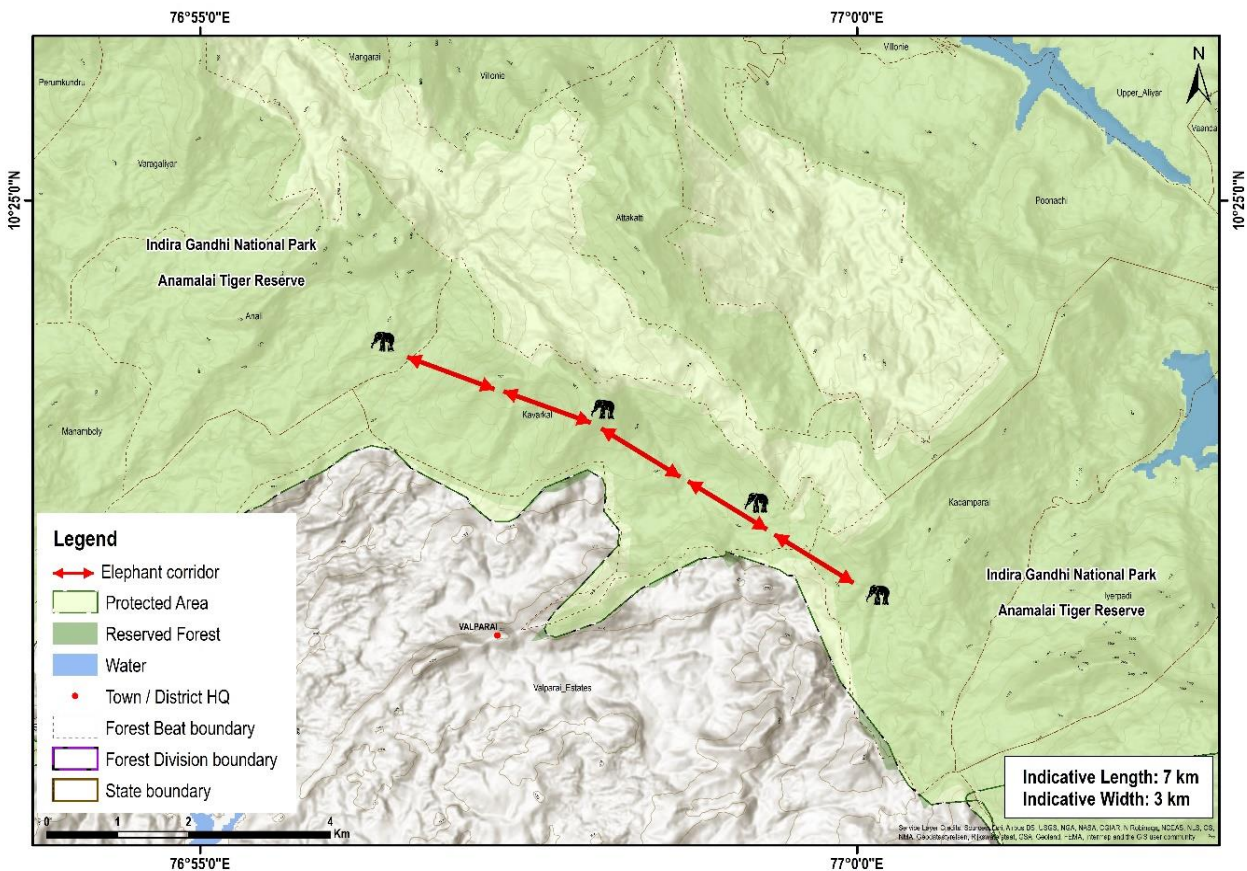 76°55'0"E
77°0'0"E
Mangarai
Villonie
Villonie
N
Perumkundru
Upper_Aliyar
Varagaliyar
10°25'0"N
10°25'0"N
Attakatti
Poonachi
Indira Gandhi National Park
Anamalai Tiger Reserve
Anali
Kavarkal
Manamboly
Kadamparai
Legend
Elephant corridor
Protected Area
Reserved Forest
Water
Town / District HQ
Forest Beat boundary
Forest Division boundary
State boundary
VALPARAI
Valparai_Estates
Indira Gandhi National Park
Iyerpadi
Anamalai Tiger Reserve
Indicative Length: 7 km
Indicative Width: 3 km
0 1 2 4
Km
76°55'0"E
77°0'0"E